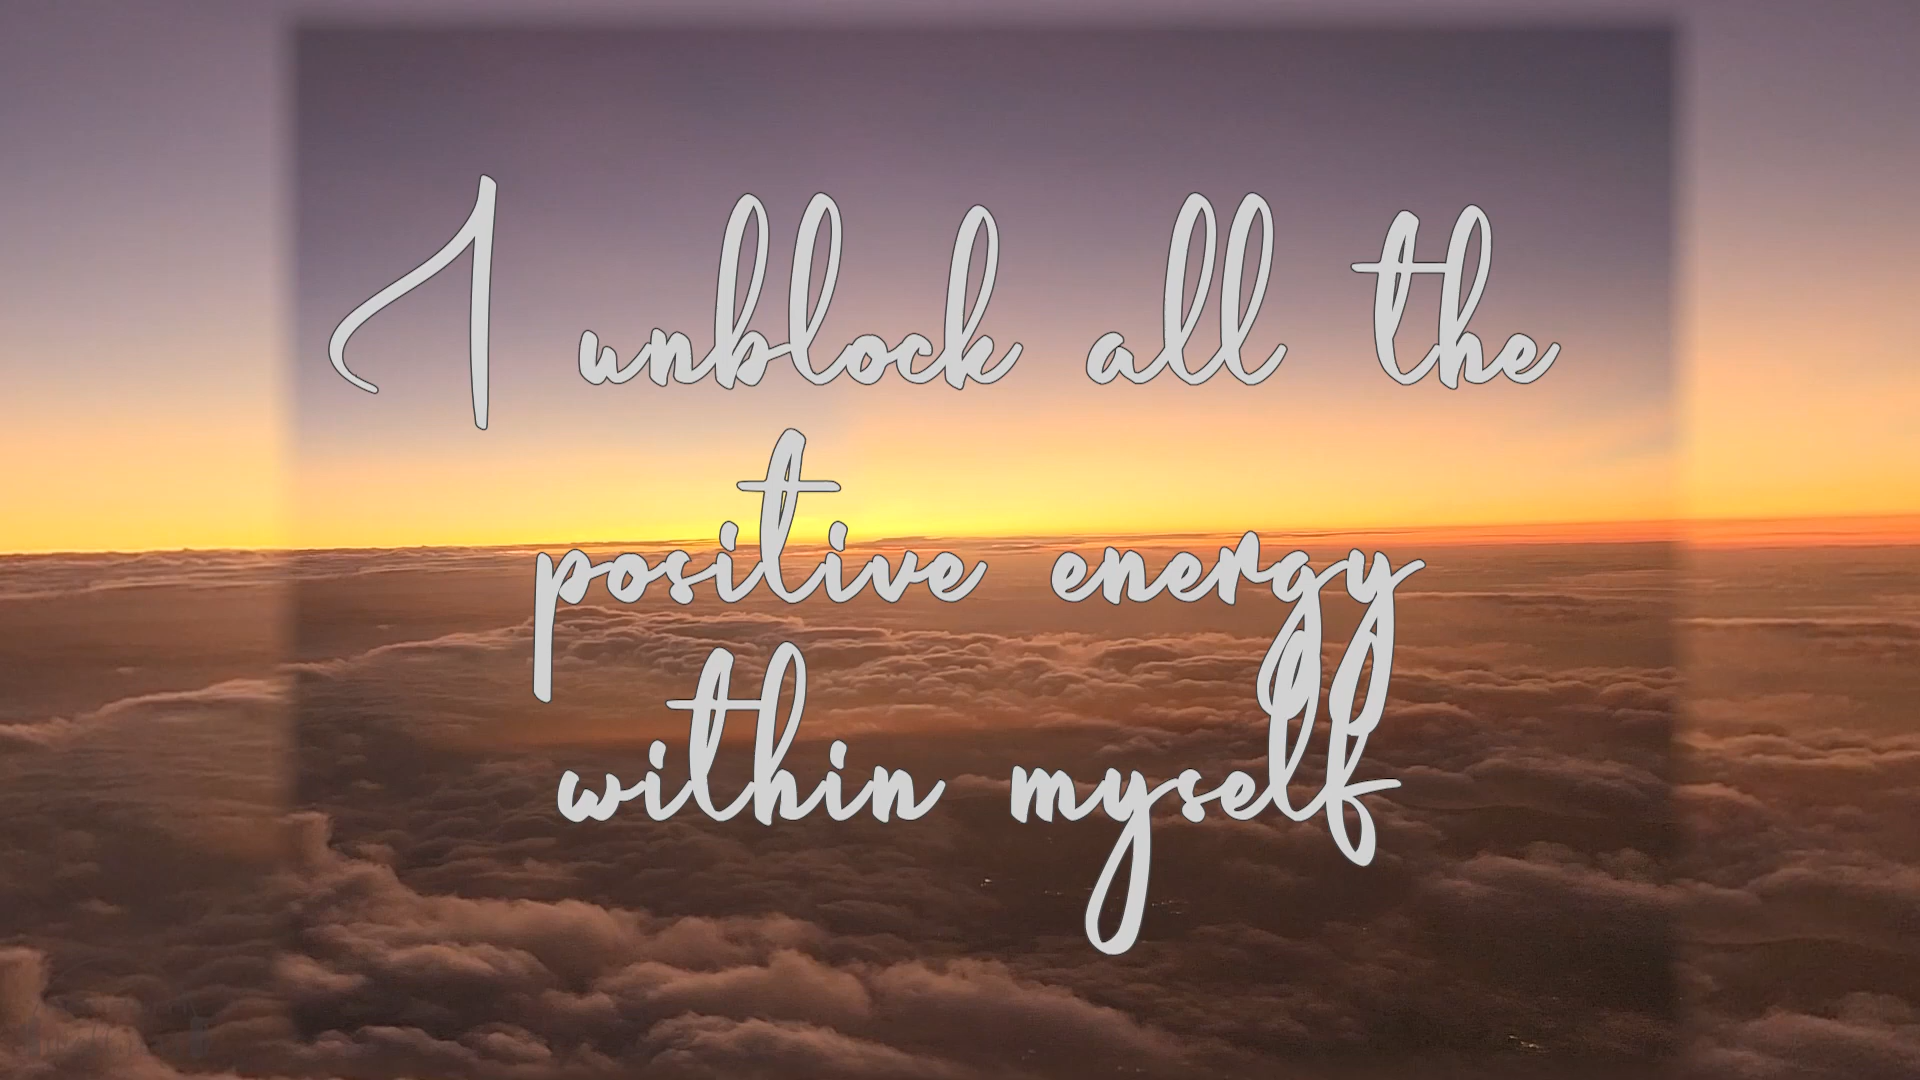 I unblock all the
positive energy
within myself